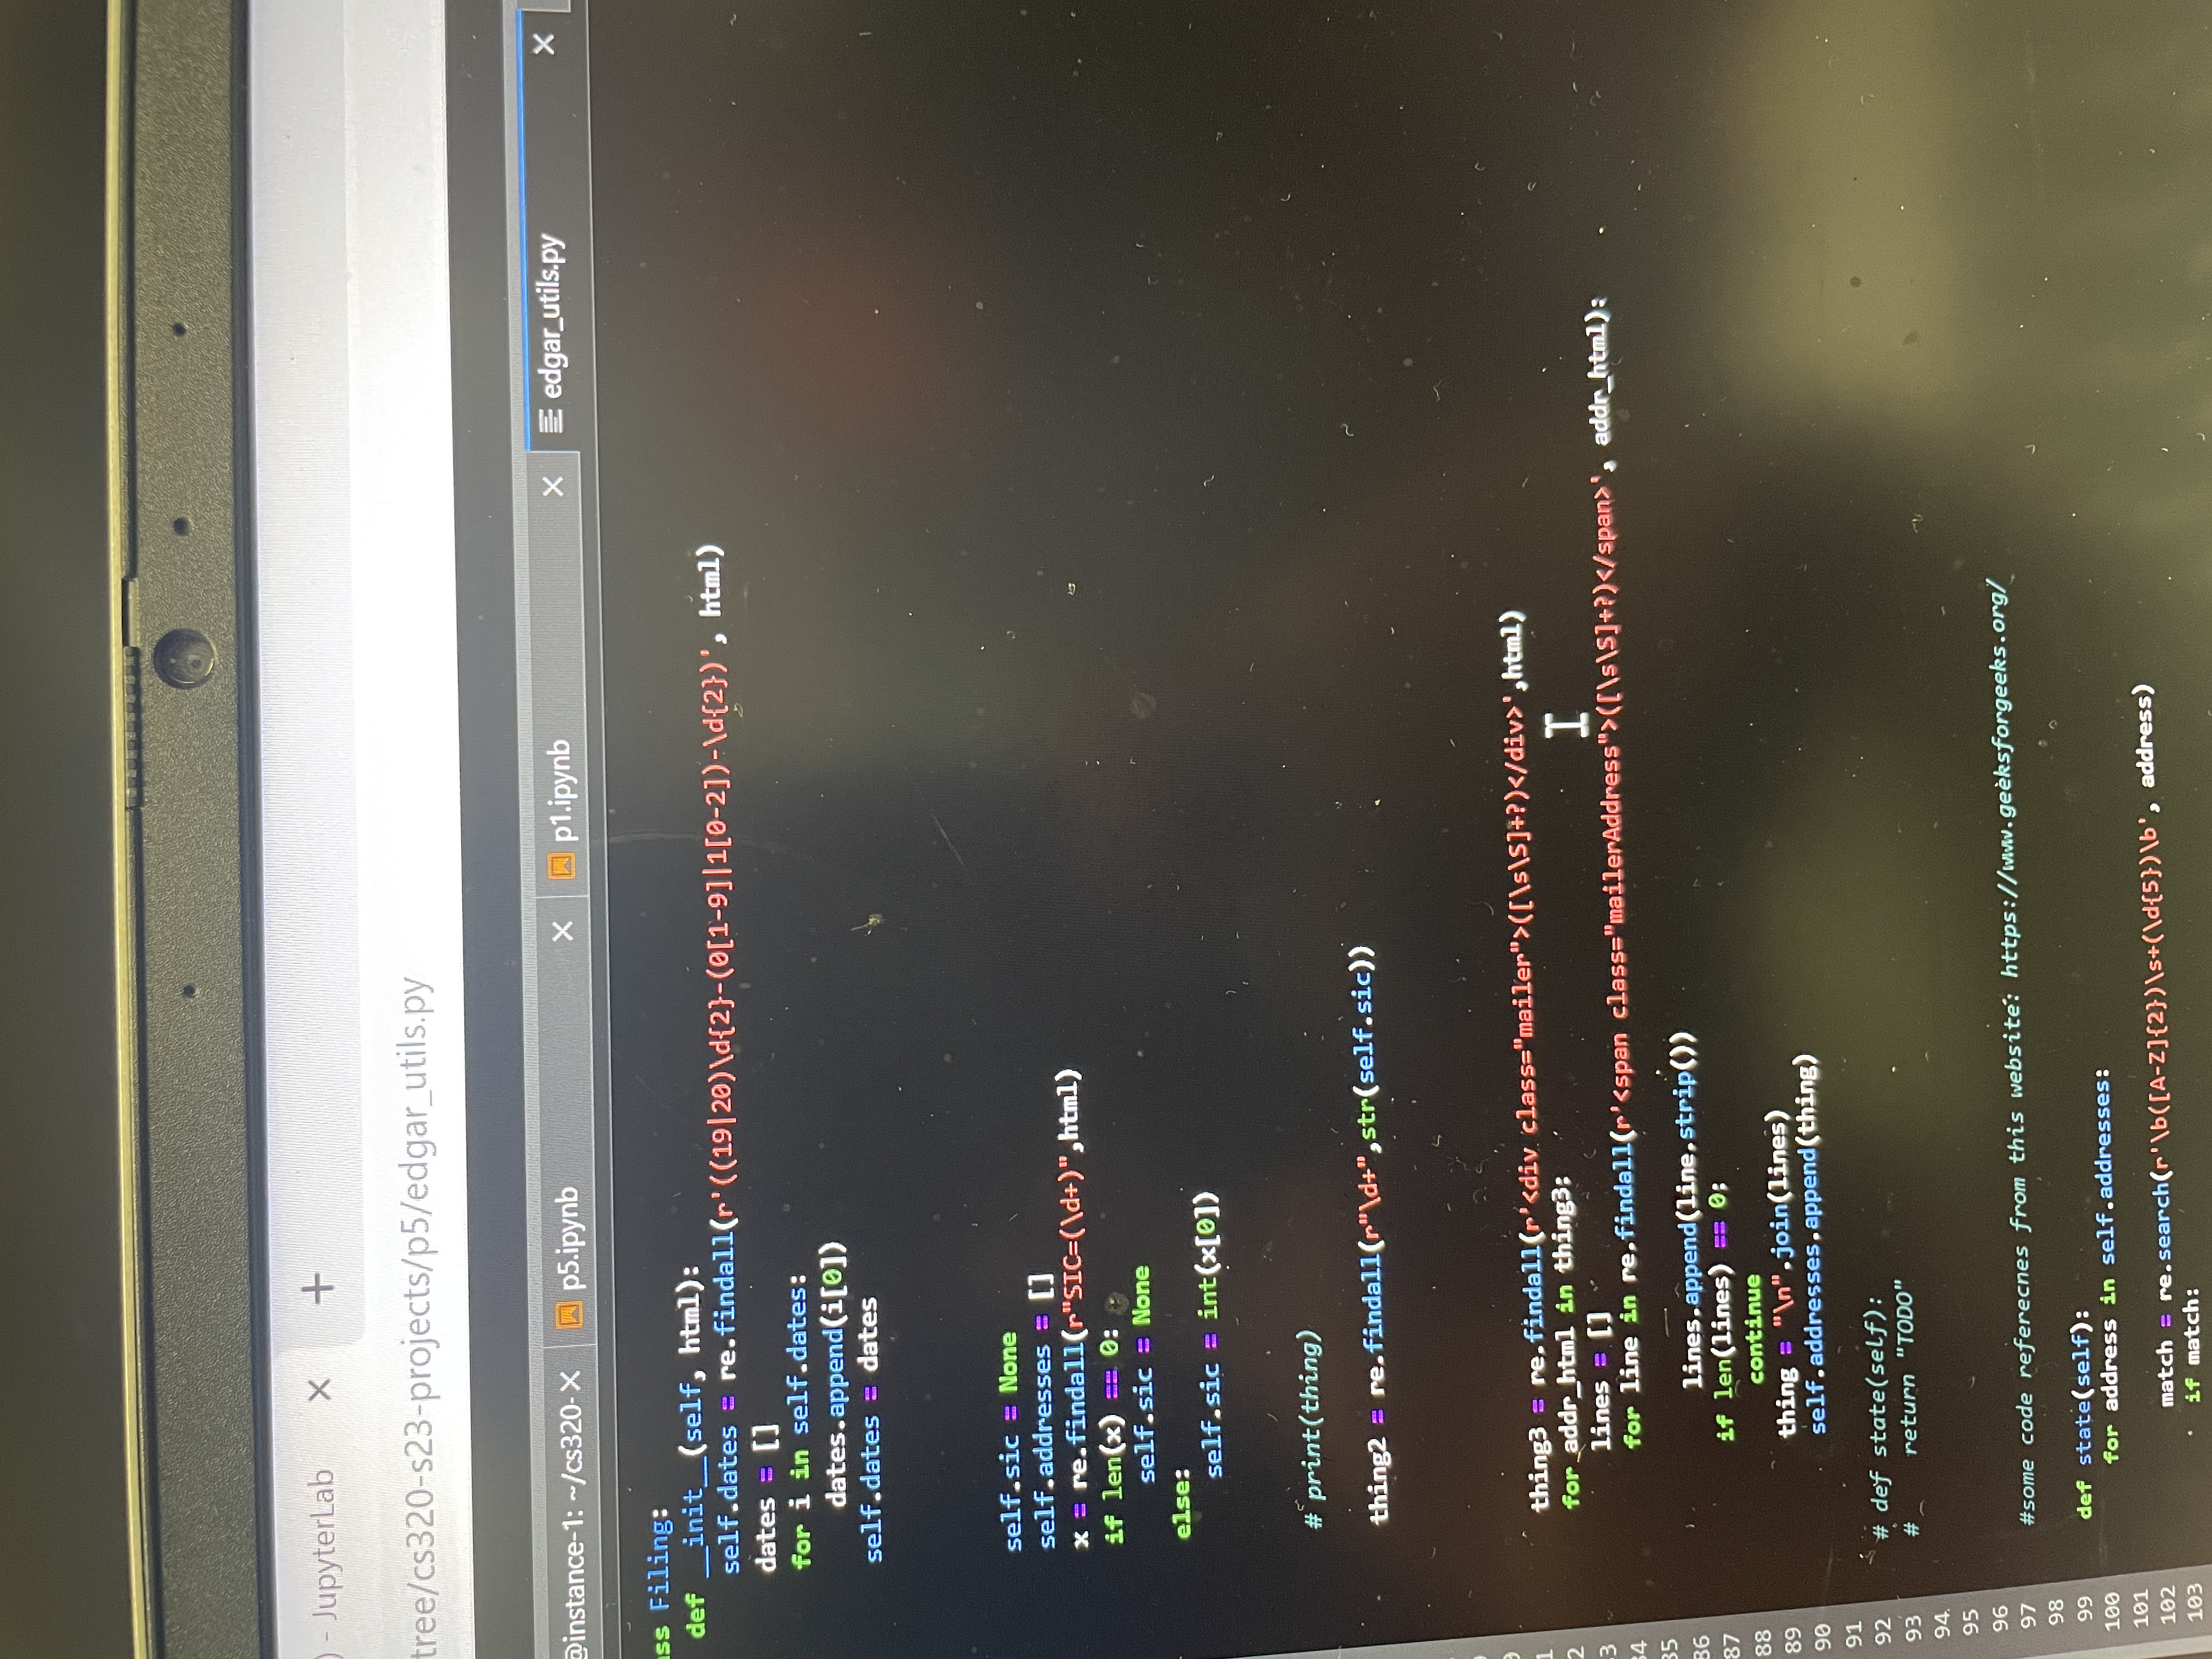 ) - JupyterLab × +
tree/cs320-s23-projects/p5/edgar_utils.py
@instance-1: ~/cs320- × p5.ipynb × p1.ipynb × edgar_utils.py ×
ass Filing:
def __init__(self, html):
self.dates = re.findall(r'((19|20)\d{2}-(0[1-9]|1[0-2])-\d{2})', html)
dates = []
for i in self.dates:
dates.append(i[0])
self.dates = dates
self.sic = None
self.addresses = []
x = re.findall(r"SIC=(\d+)",html)
if len(x) == 0:
self.sic = None
else:
self.sic = int(x[0])
# print(thing)
thing2 = re.findall(r"\d+",str(self.sic))
thing3 = re.findall(r'<div class="mailer">([\s\S]+?)</div>',html)
for addr_html in thing3:
lines = []
84 for line in re.findall(r'<span class="mailerAddress">([\s\S]+?)</span>', addr_html):
85
86 lines.append(line.strip())
87 if len(lines) == 0:
88 continue
89 thing = "\n".join(lines)
90 self.addresses.append(thing)
91
92 # def state(self):
93 # return "TODO"
94
95
96
97 #some code referecnes from this website: https://www.geeksforgeeks.org/
98
99 def state(self):
100 for address in self.addresses:
101
102 match = re.search(r'\b([A-Z]{2})\s+(\d{5})\b', address)
103 if match: